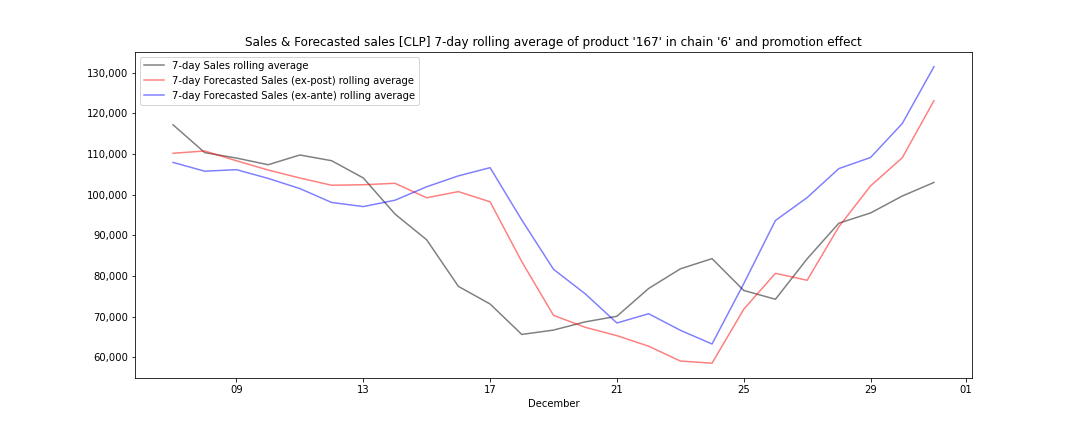 Sales & Forecasted sales [CLP] 7-day rolling average of product '167' in chain '6' and promotion effect
7-day Sales rolling average
7-day Forecasted Sales (ex-post) rolling average
7-day Forecasted Sales (ex-ante) rolling average
130,000
120,000
110,000
100,000
90,000
80,000
70,000
60,000
09 13 17 21 25 29 01
December